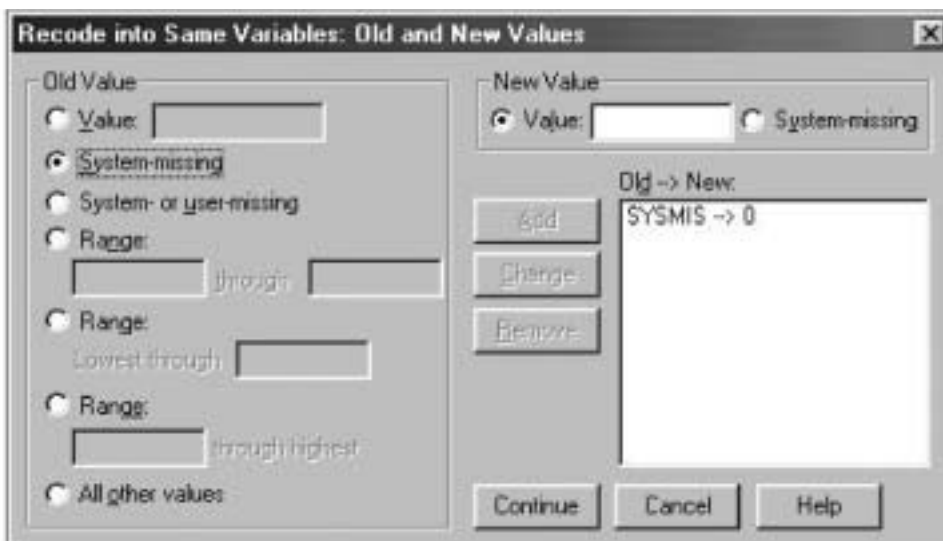 Recode into Same Variables: Old and New Values
Old Value
Value:
System-missing
System- or user-missing
Range:
through
Range:
Lowest through
Range:
through highest
All other values
New Value
Value:
System-missing
Old --> New:
SYSMIS --> 0
Add
Change
Remove
Continue
Cancel
Help